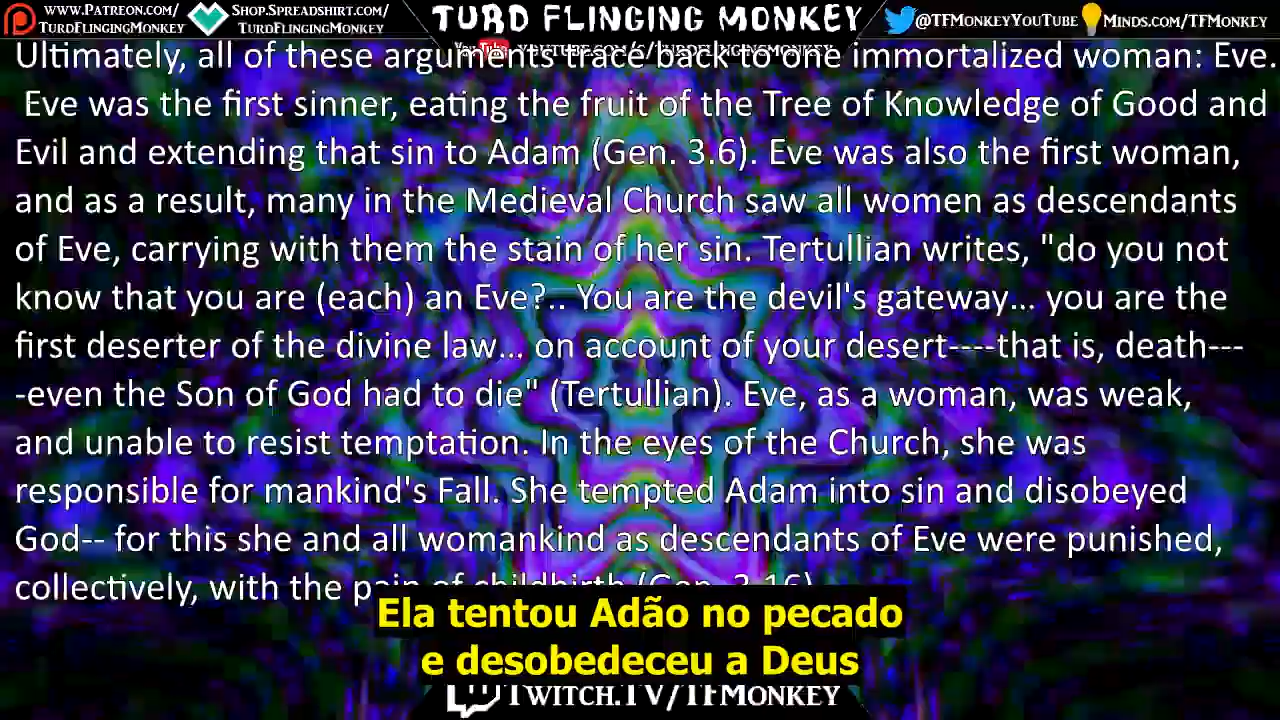 www.Patreon.com/
TurdFlingingMonkey
Shop.Spreadshirt.com/
TurdFlingingMonkey
TURD FLINGING MONKEY
YouTube.com/c/TurdFlingingMonkey
@TFMonkeyYouTube
Minds.com/TFMonkey
Ultimately, all of these arguments trace back to one immortalized woman: Eve.
Eve was the first sinner, eating the fruit of the Tree of Knowledge of Good and
Evil and extending that sin to Adam (Gen. 3.6). Eve was also the first woman,
and as a result, many in the Medieval Church saw all women as descendants
of Eve, carrying with them the stain of her sin. Tertullian writes, "do you not
know that you are (each) an Eve?.. You are the devil's gateway... you are the
first deserter of the divine law... on account of your desert----that is, death---
-even the Son of God had to die" (Tertullian). Eve, as a woman, was weak,
and unable to resist temptation. In the eyes of the Church, she was
responsible for mankind's Fall. She tempted Adam into sin and disobeyed
God-- for this she and all womankind as descendants of Eve were punished,
collectively, with the pain of childbirth (Gen. 3.16)
Ela tentou Adão no pecado
e desobedeceu a Deus
Twitch.TV/TFMonkey